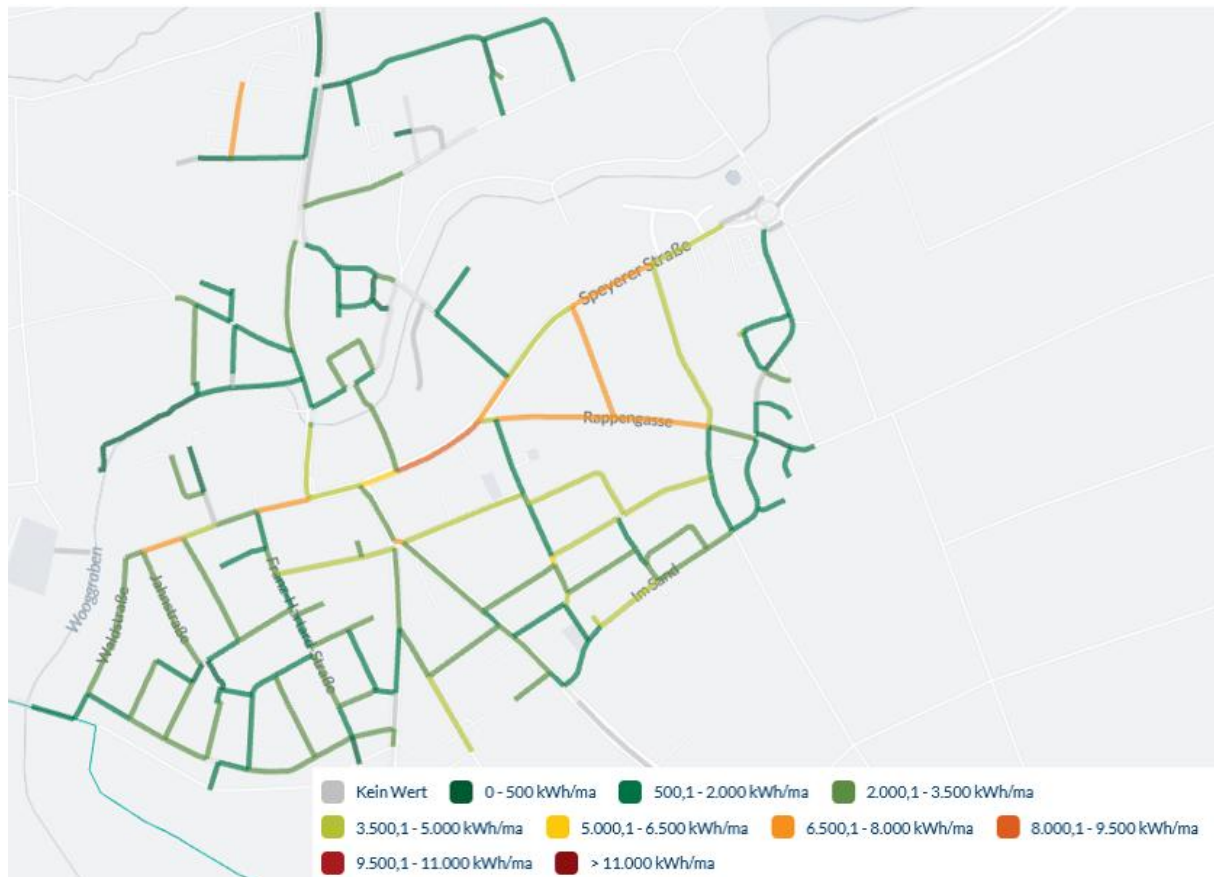 Speyerer Straße
Rappengasse
Im Sand
Wooggraben
Waldstraße
Jahnstraße
Kein Wert 0 - 500 kWh/ma 500,1 - 2.000 kWh/ma 2.000,1 - 3.500 kWh/ma
3.500,1 - 5.000 kWh/ma 5.000,1 - 6.500 kWh/ma 6.500,1 - 8.000 kWh/ma 8.000,1 - 9.500 kWh/ma
9.500,1 - 11.000 kWh/ma > 11.000 kWh/ma